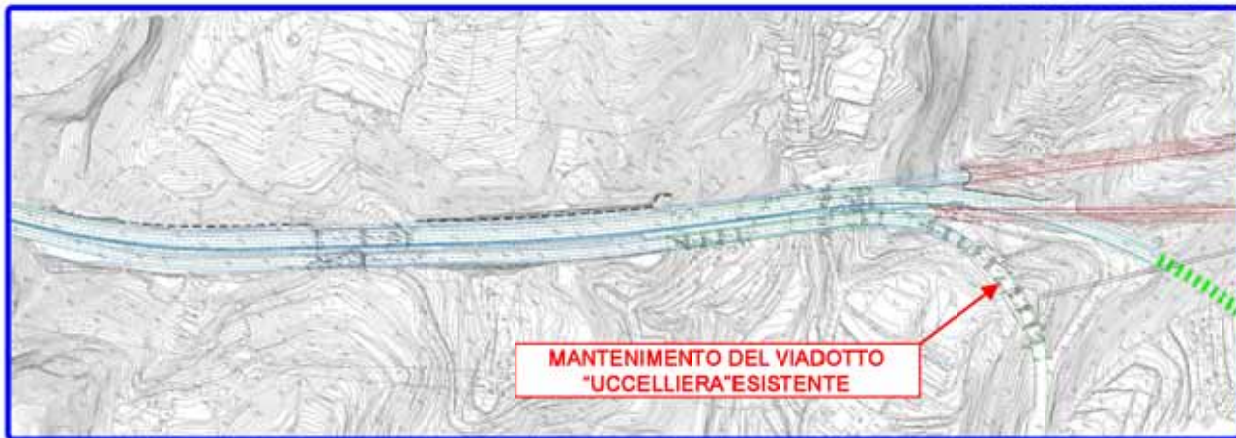 MANTENIMENTO DEL VIADOTTO
"UCCELLIERA"ESISTENTE